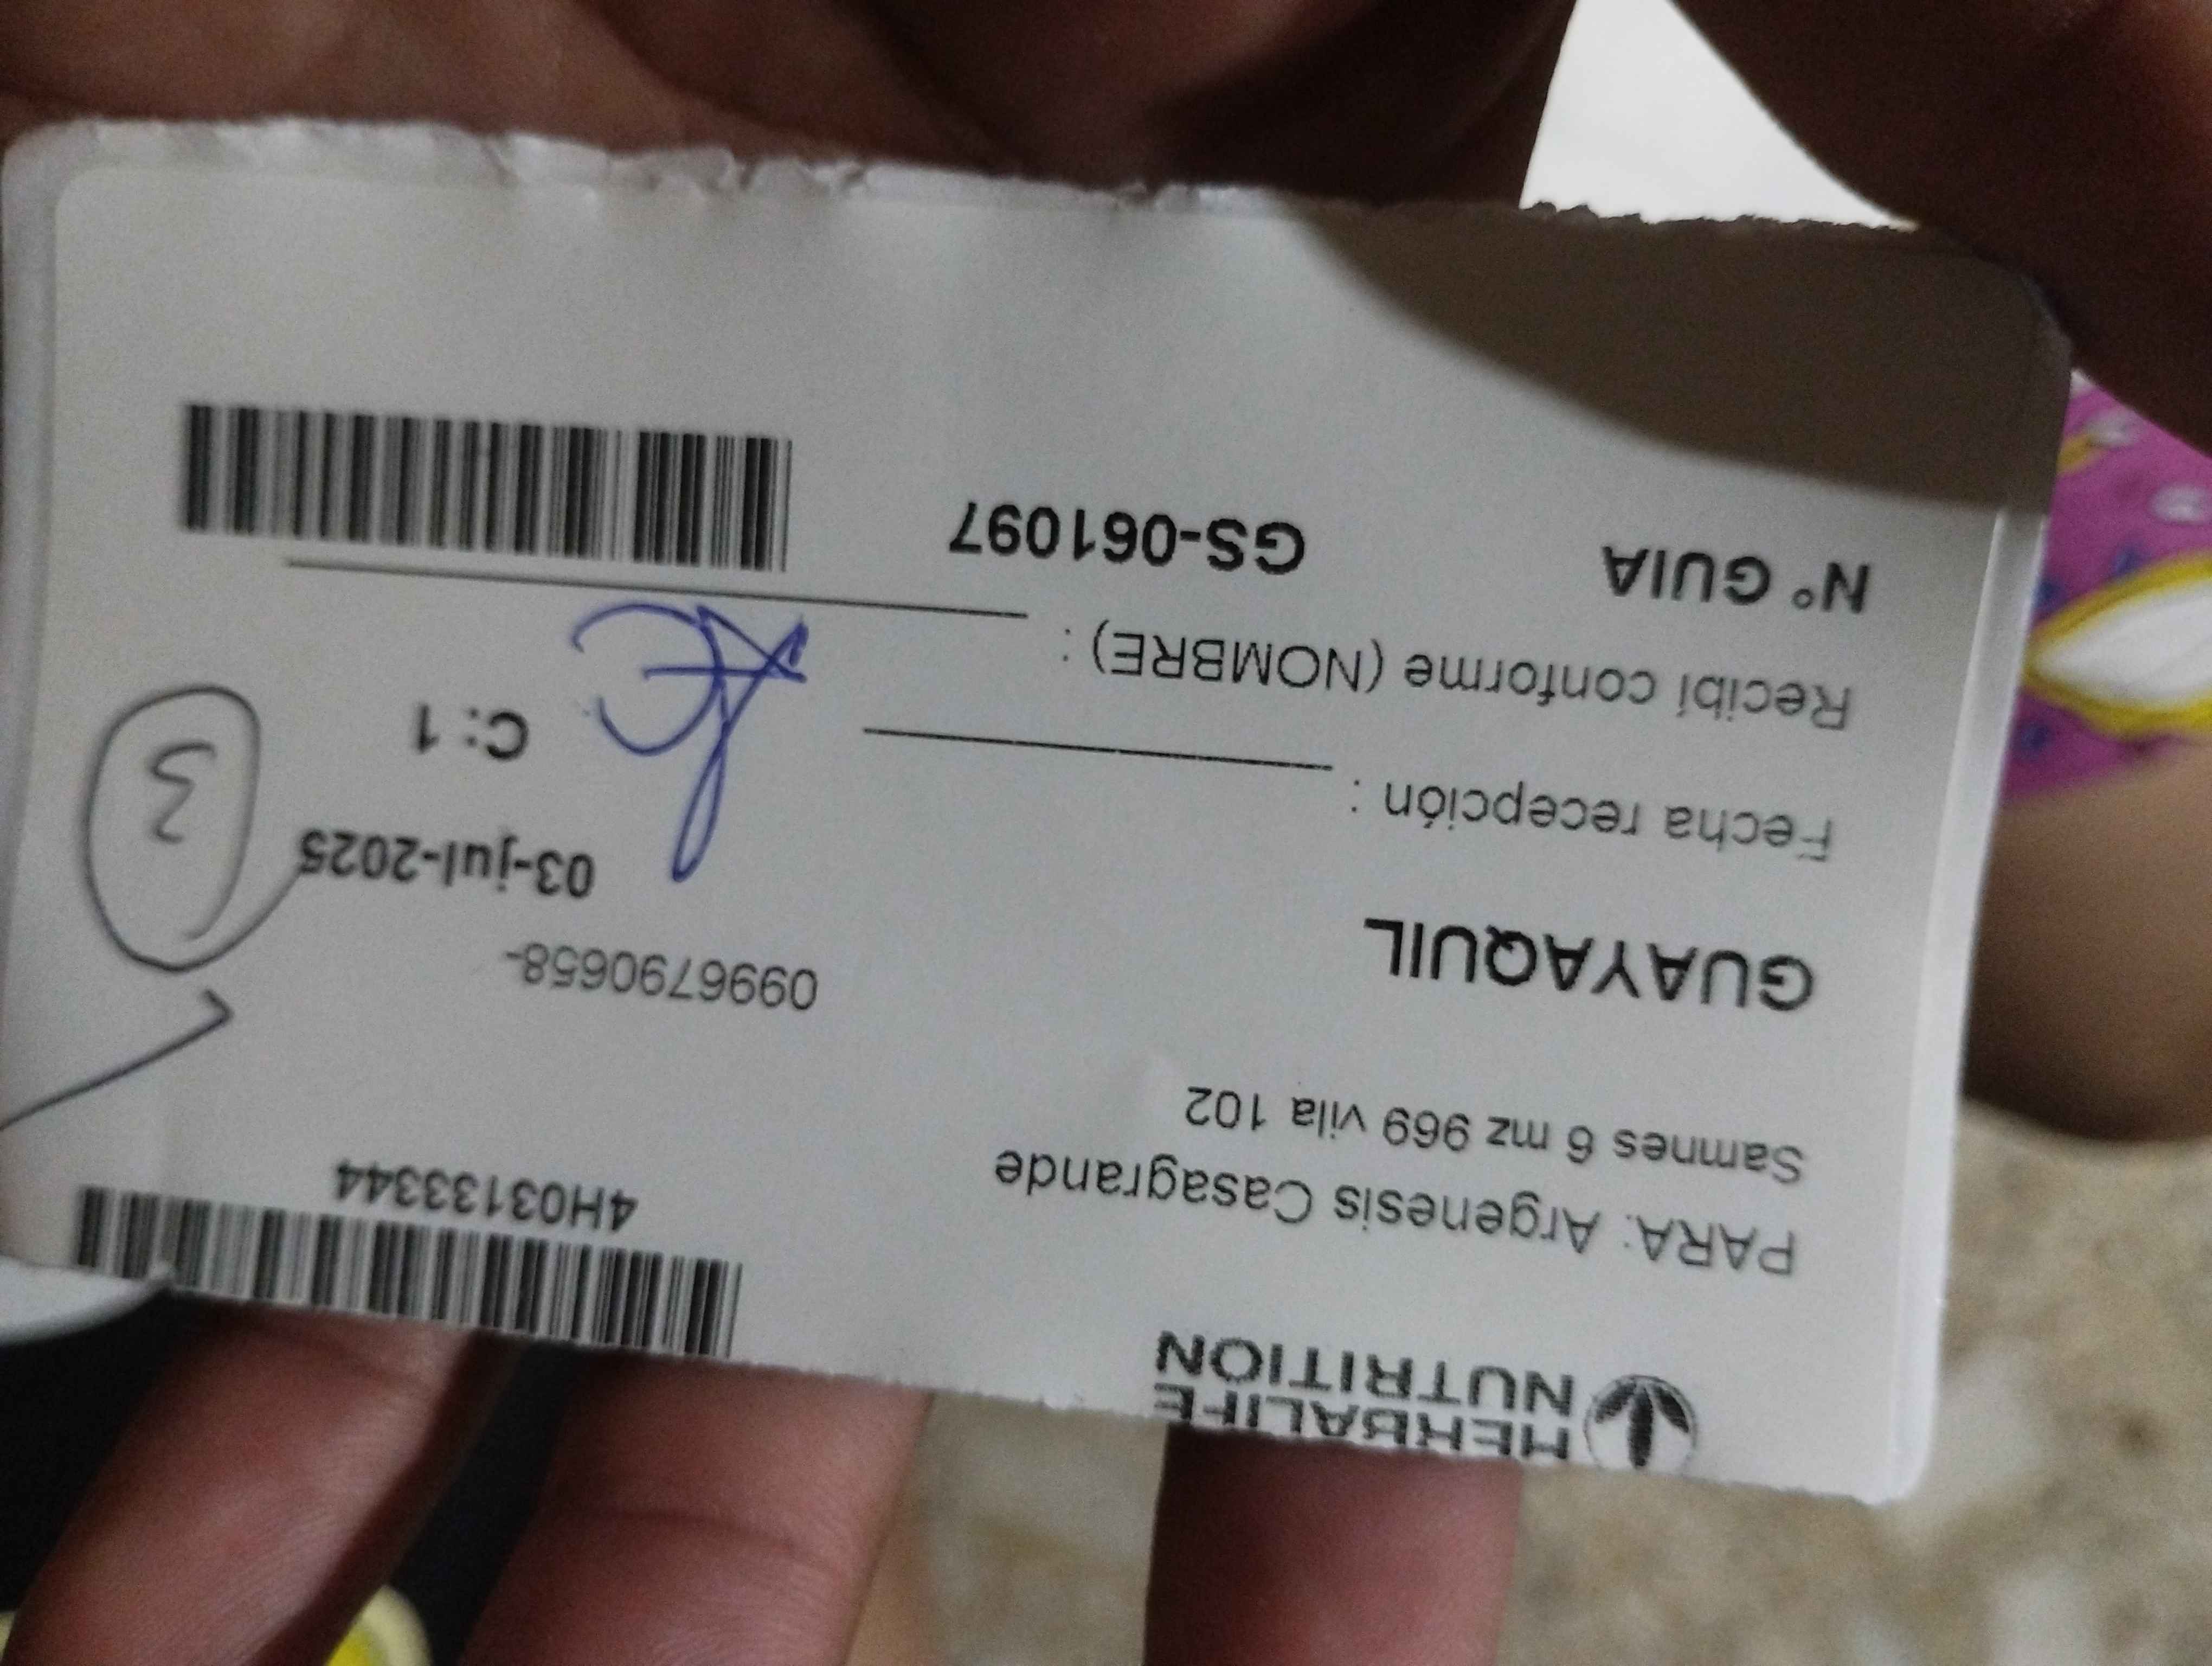 HERBALIFE
NUTRITION
4H03133344
PARA: Argenesis Casagrande
Samnes 6 mz 969 vila 102
0996790658-
GUAYAQUIL
03-jul-2025
3
Fecha recepción :
C: 1
Recibí conforme (NOMBRE) :
N° GUIA GS-061097